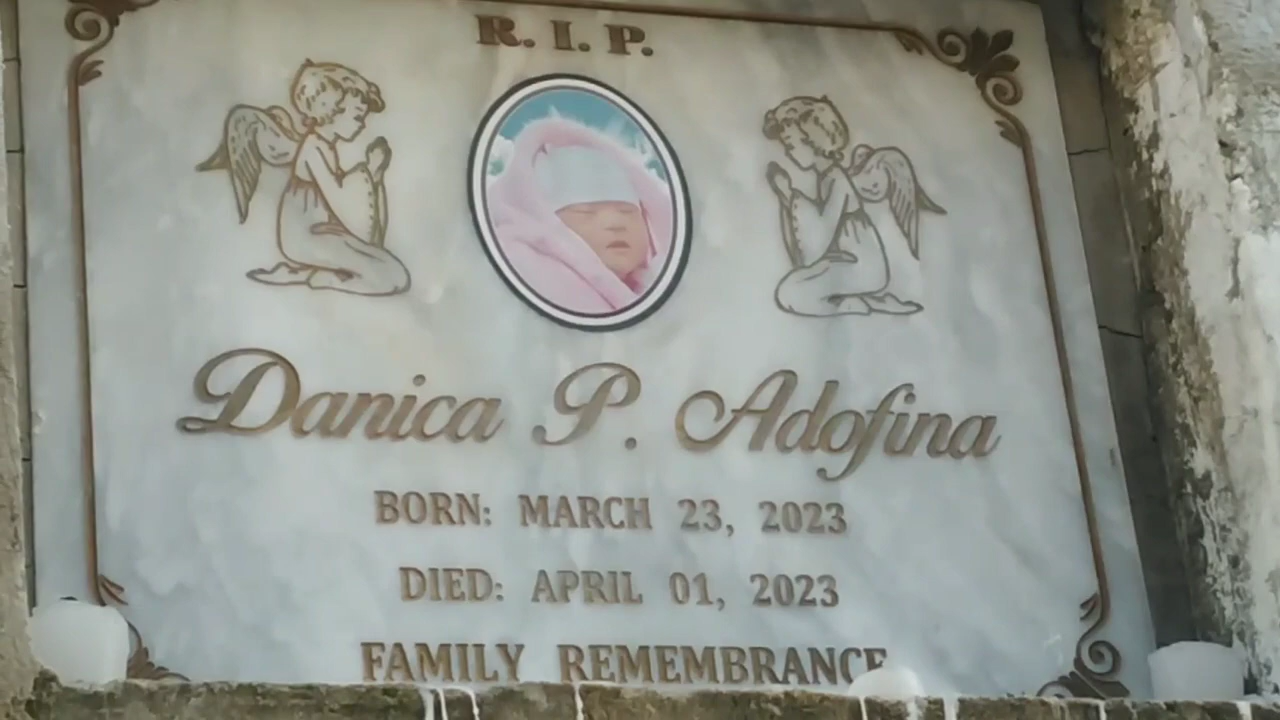 R. I. P.
Danica P. Adofina
BORN: MARCH 23, 2023
DIED: APRIL 01, 2023
FAMILY REMEMBRANCE